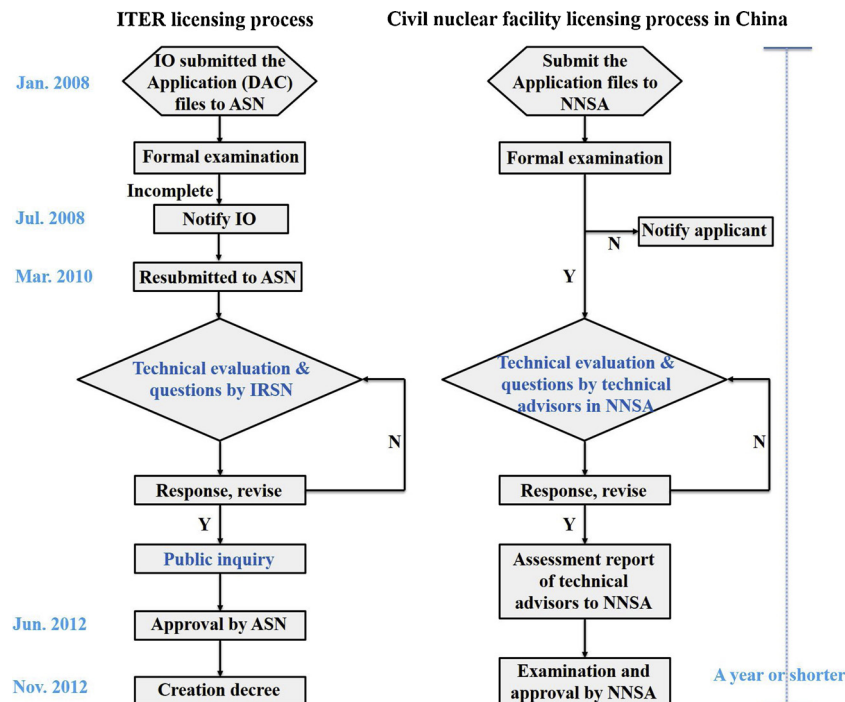 ITER licensing process
Civil nuclear facility licensing process in China
Jan. 2008
IO submitted the
Application (DAC)
files to ASN
Formal examination
Incomplete
Jul. 2008
Notify IO
Mar. 2010
Resubmitted to ASN
Technical evaluation &
questions by IRSN
N
Response, revise
Y
Public inquiry
Jun. 2012
Approval by ASN
Nov. 2012
Creation decree
Submit the
Application files to
NNSA
Formal examination
N
Notify applicant
Y
Technical evaluation &
questions by technical
advisors in NNSA
N
Response, revise
Y
Assessment report
of technical
advisors to NNSA
Examination and
approval by NNSA
A year or shorter